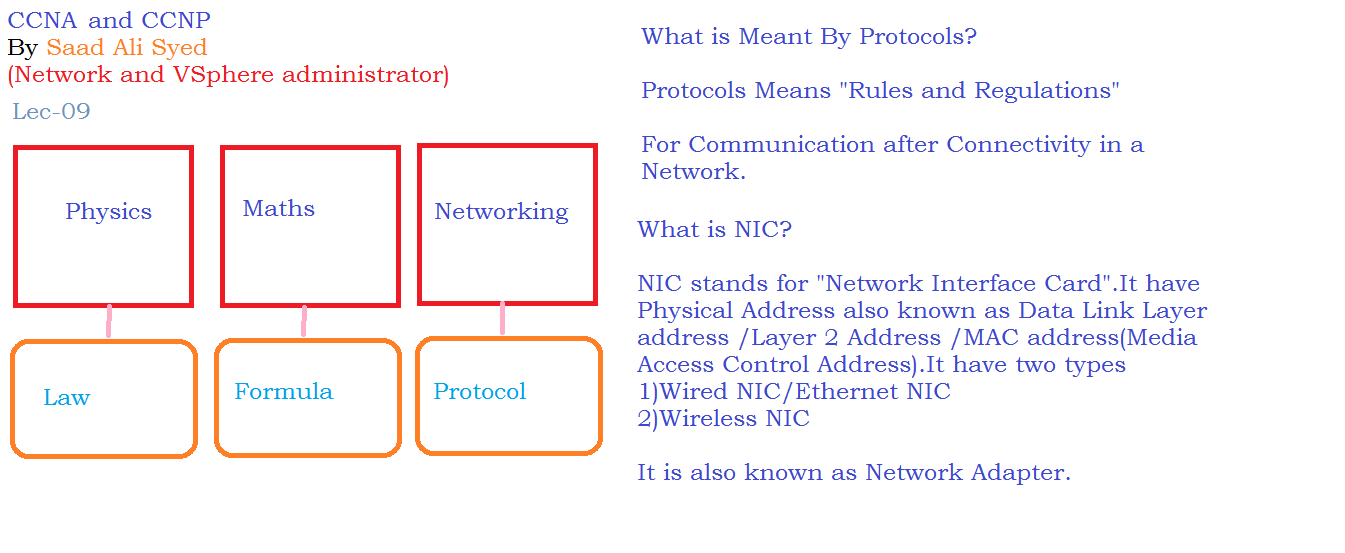 CCNA and CCNP
By Saad Ali Syed
(Network and VSphere administrator)
Lec-09
Physics
Maths
Networking
Law
Formula
Protocol
What is Meant By Protocols?
Protocols Means "Rules and Regulations"
For Communication after Connectivity in a
Network.
What is NIC?
NIC stands for "Network Interface Card".It have
Physical Address also known as Data Link Layer
address /Layer 2 Address /MAC address(Media
Access Control Address).It have two types
1)Wired NIC/Ethernet NIC
2)Wireless NIC
It is also known as Network Adapter.